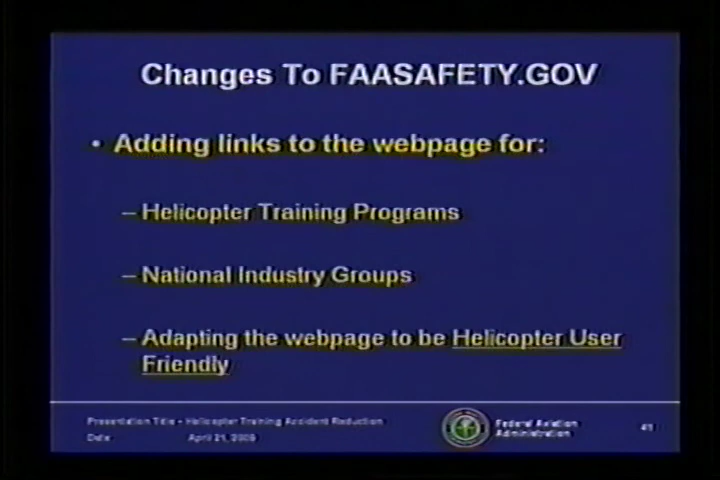 Changes To FAASAFETY.GOV
• Adding links to the webpage for:
– Helicopter Training Programs
– National Industry Groups
– Adapting the webpage to be Helicopter User
Friendly
Presentation Title - Helicopter Training Accident Reduction
Date April 21, 2009
Federal Aviation
Administration
41